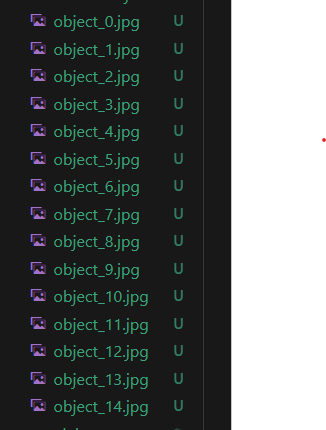 object_0.jpg U
object_1.jpg U
object_2.jpg U
object_3.jpg U
object_4.jpg U
object_5.jpg U
object_6.jpg U
object_7.jpg U
object_8.jpg U
object_9.jpg U
object_10.jpg U
object_11.jpg U
object_12.jpg U
object_13.jpg U
object_14.jpg U